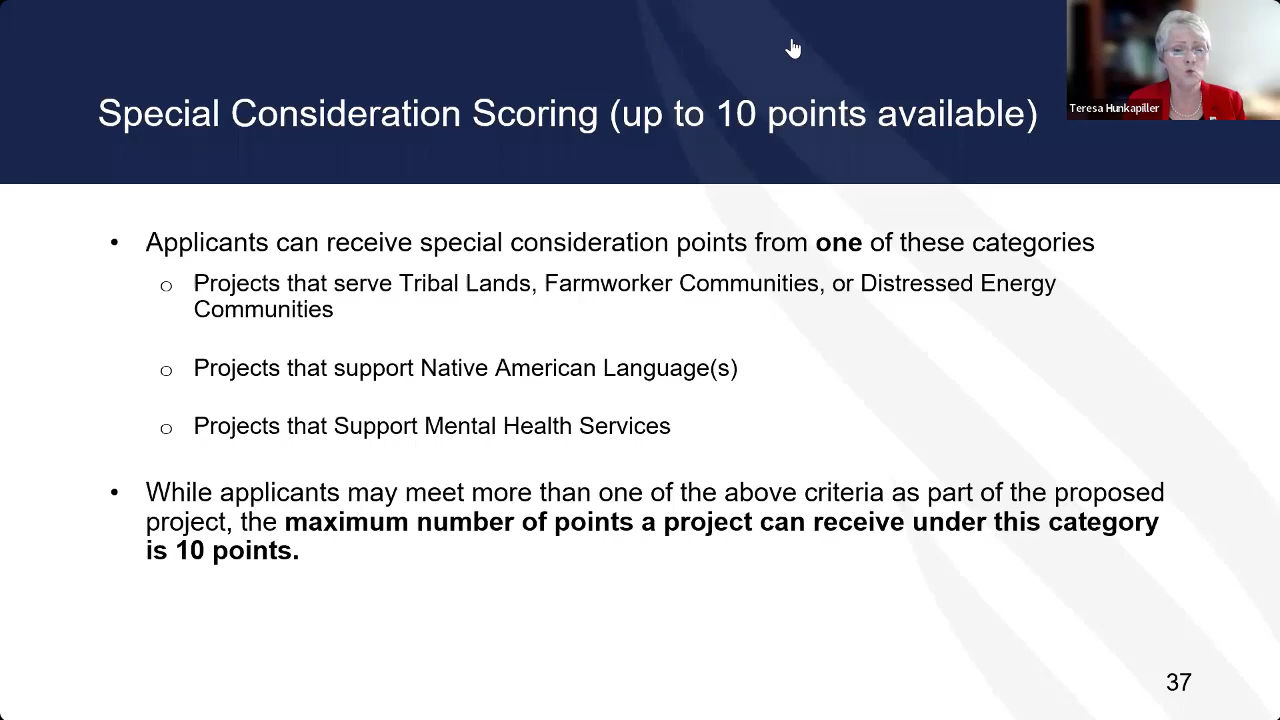 Teresa Hunkapiller
Special Consideration Scoring (up to 10 points available)
• Applicants can receive special consideration points from one of these categories
o Projects that serve Tribal Lands, Farmworker Communities, or Distressed Energy
Communities
o Projects that support Native American Language(s)
o Projects that Support Mental Health Services
• While applicants may meet more than one of the above criteria as part of the proposed
project, the maximum number of points a project can receive under this category
is 10 points.
37